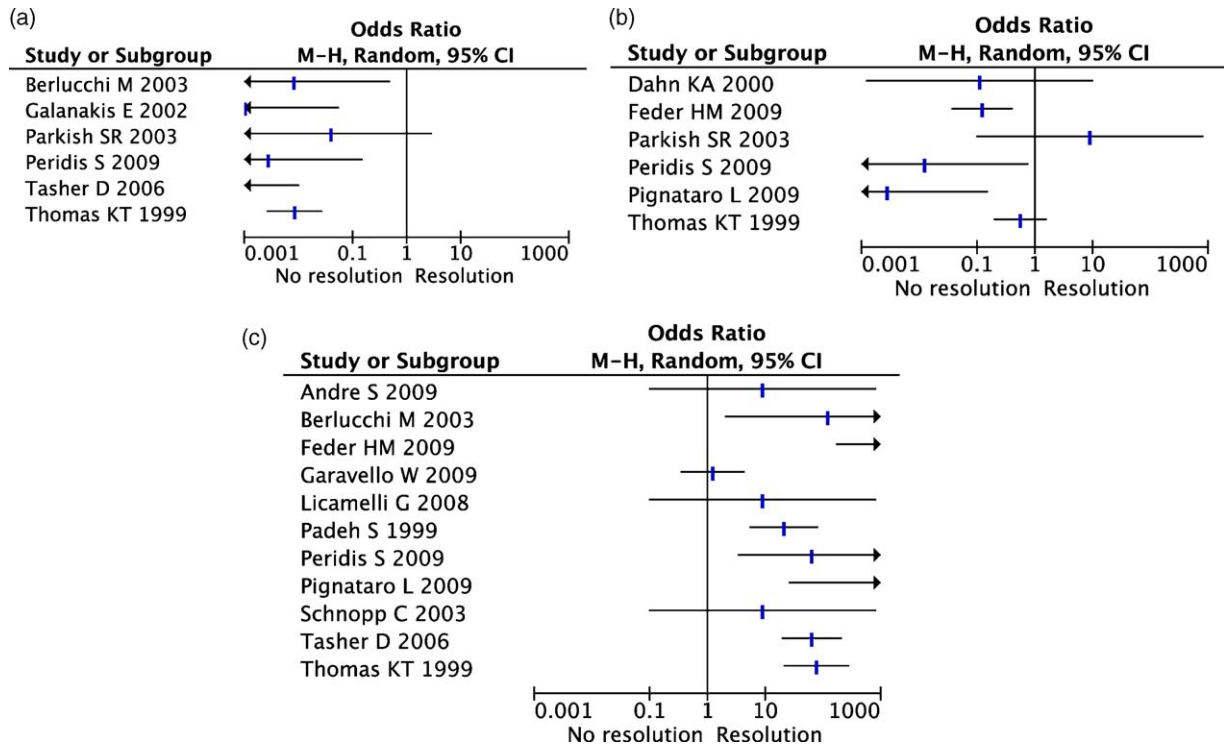 (a)
Odds Ratio
Study or Subgroup M–H, Random, 95% CI
Berlucchi M 2003
Galanakis E 2002
Parkish SR 2003
Peridis S 2009
Tasher D 2006
Thomas KT 1999
0.001 0.1 1 10 1000
No resolution Resolution
(b)
Odds Ratio
Study or Subgroup M–H, Random, 95% CI
Dahn KA 2000
Feder HM 2009
Parkish SR 2003
Peridis S 2009
Pignataro L 2009
Thomas KT 1999
0.001 0.1 1 10 1000
No resolution Resolution
(c)
Odds Ratio
Study or Subgroup M–H, Random, 95% CI
Andre S 2009
Berlucchi M 2003
Feder HM 2009
Garavello W 2009
Licamelli G 2008
Padeh S 1999
Peridis S 2009
Pignataro L 2009
Schnopp C 2003
Tasher D 2006
Thomas KT 1999
0.001 0.1 1 10 1000
No resolution Resolution